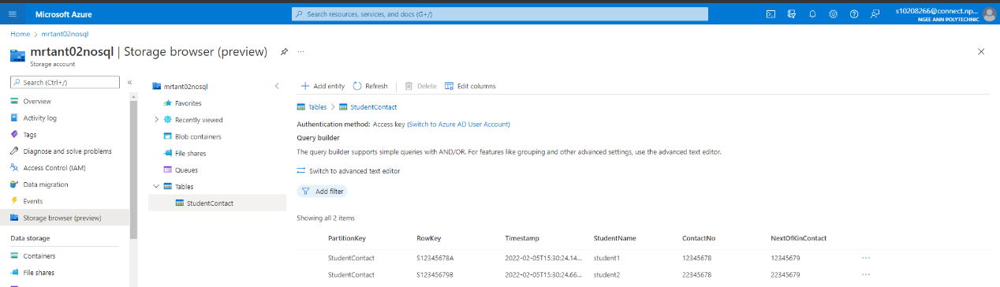 Microsoft Azure
Search resources, services, and docs (G+/)
s10208266@connect.np...
NGEE ANN POLYTECHNIC
Home > mrtant02nosql
mrtant02nosql | Storage browser (preview) ...
Storage account
Search (Ctrl+/) «
Overview
Activity log
Tags
Diagnose and solve problems
Access Control (IAM)
Data migration
Events
Storage browser (preview)
Data storage
Containers
File shares
mrtant02nosql
Favorites
Recently viewed
Blob containers
File shares
Queues
Tables
StudentContact
Add entity Refresh Delete Edit columns
Tables > StudentContact
Authentication method: Access key (Switch to Azure AD User Account)
Query builder
The query builder supports simple queries with AND/OR. For features like grouping and other advanced settings, use the advanced text editor.
Switch to advanced text editor
Add filter
Showing all 2 items
PartitionKey RowKey Timestamp StudentName ContactNo NextOfKinContact
StudentContact S12345678A 2022-02-05T15:30:24.14... student1 12345678 12345679 ...
StudentContact S12345679B 2022-02-05T15:30:24.66... student2 22345678 22345679 ...